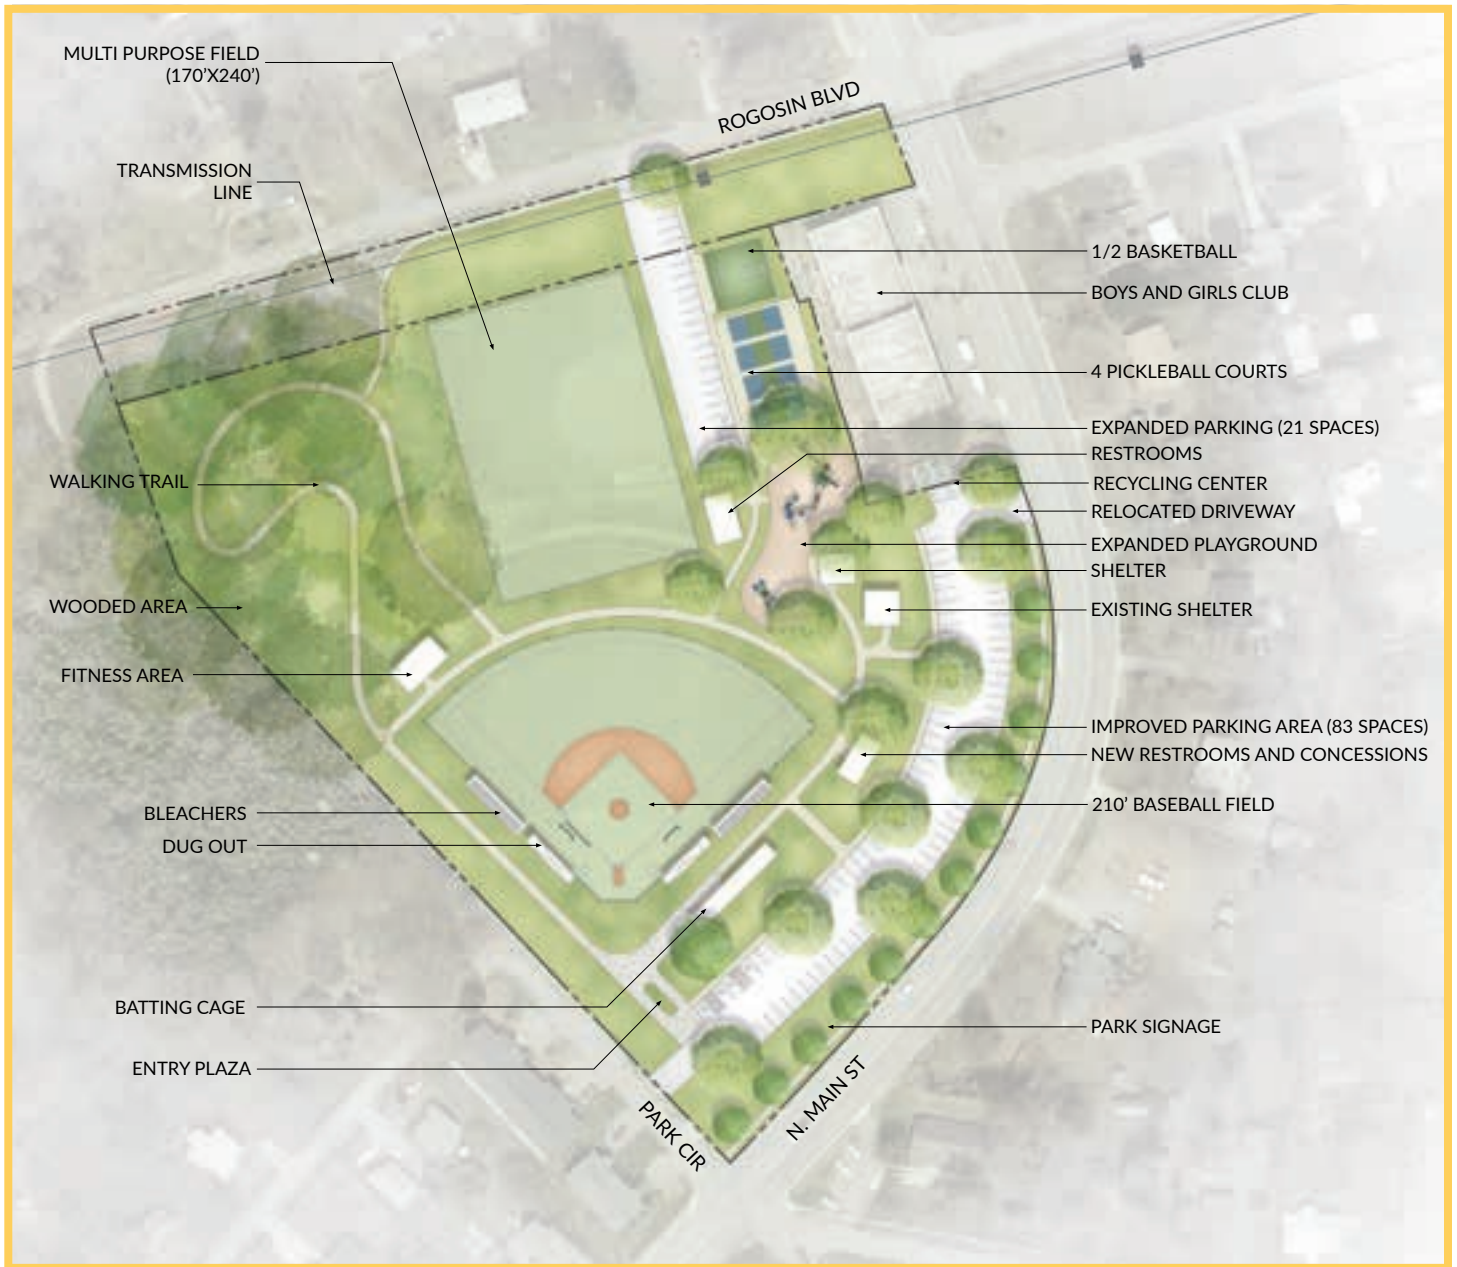 MULTI PURPOSE FIELD
(170'X240')
ROGOSIN BLVD
TRANSMISSION
LINE
1/2 BASKETBALL
BOYS AND GIRLS CLUB
4 PICKLEBALL COURTS
EXPANDED PARKING (21 SPACES)
RESTROOMS
WALKING TRAIL
RECYCLING CENTER
RELOCATED DRIVEWAY
EXPANDED PLAYGROUND
SHELTER
WOODED AREA
EXISTING SHELTER
FITNESS AREA
IMPROVED PARKING AREA (83 SPACES)
NEW RESTROOMS AND CONCESSIONS
210' BASEBALL FIELD
BLEACHERS
DUG OUT
BATTING CAGE
PARK SIGNAGE
ENTRY PLAZA
N. MAIN ST
PARK CIR